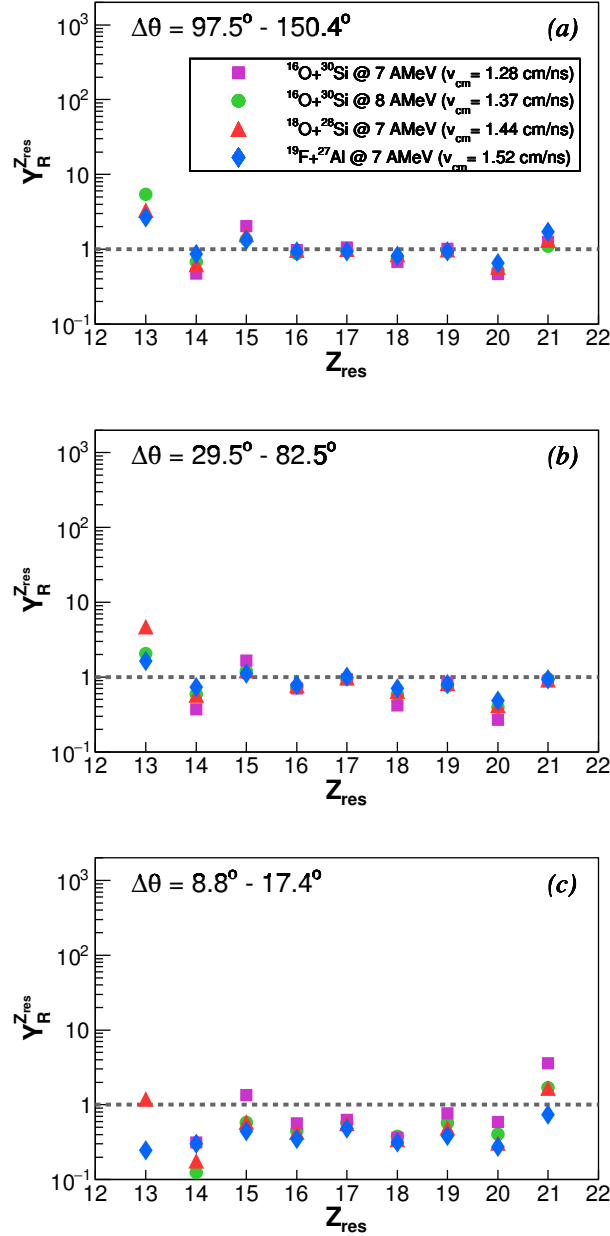 Δθ = 97.5° - 150.4° (a)
¹⁶O+³⁰Si @ 7 AMeV (v_cm= 1.28 cm/ns)
¹⁶O+³⁰Si @ 8 AMeV (v_cm= 1.37 cm/ns)
¹⁸O+²⁸Si @ 7 AMeV (v_cm= 1.44 cm/ns)
¹⁹F+²⁷Al @ 7 AMeV (v_cm= 1.52 cm/ns)
10³
10²
10
1
10⁻¹
Y_R^Z_res
12 13 14 15 16 17 18 19 20 21 22
Z_res
Δθ = 29.5° - 82.5° (b)
10³
10²
10
1
10⁻¹
Y_R^Z_res
12 13 14 15 16 17 18 19 20 21 22
Z_res
Δθ = 8.8° - 17.4° (c)
10³
10²
10
1
10⁻¹
Y_R^Z_res
12 13 14 15 16 17 18 19 20 21 22
Z_res